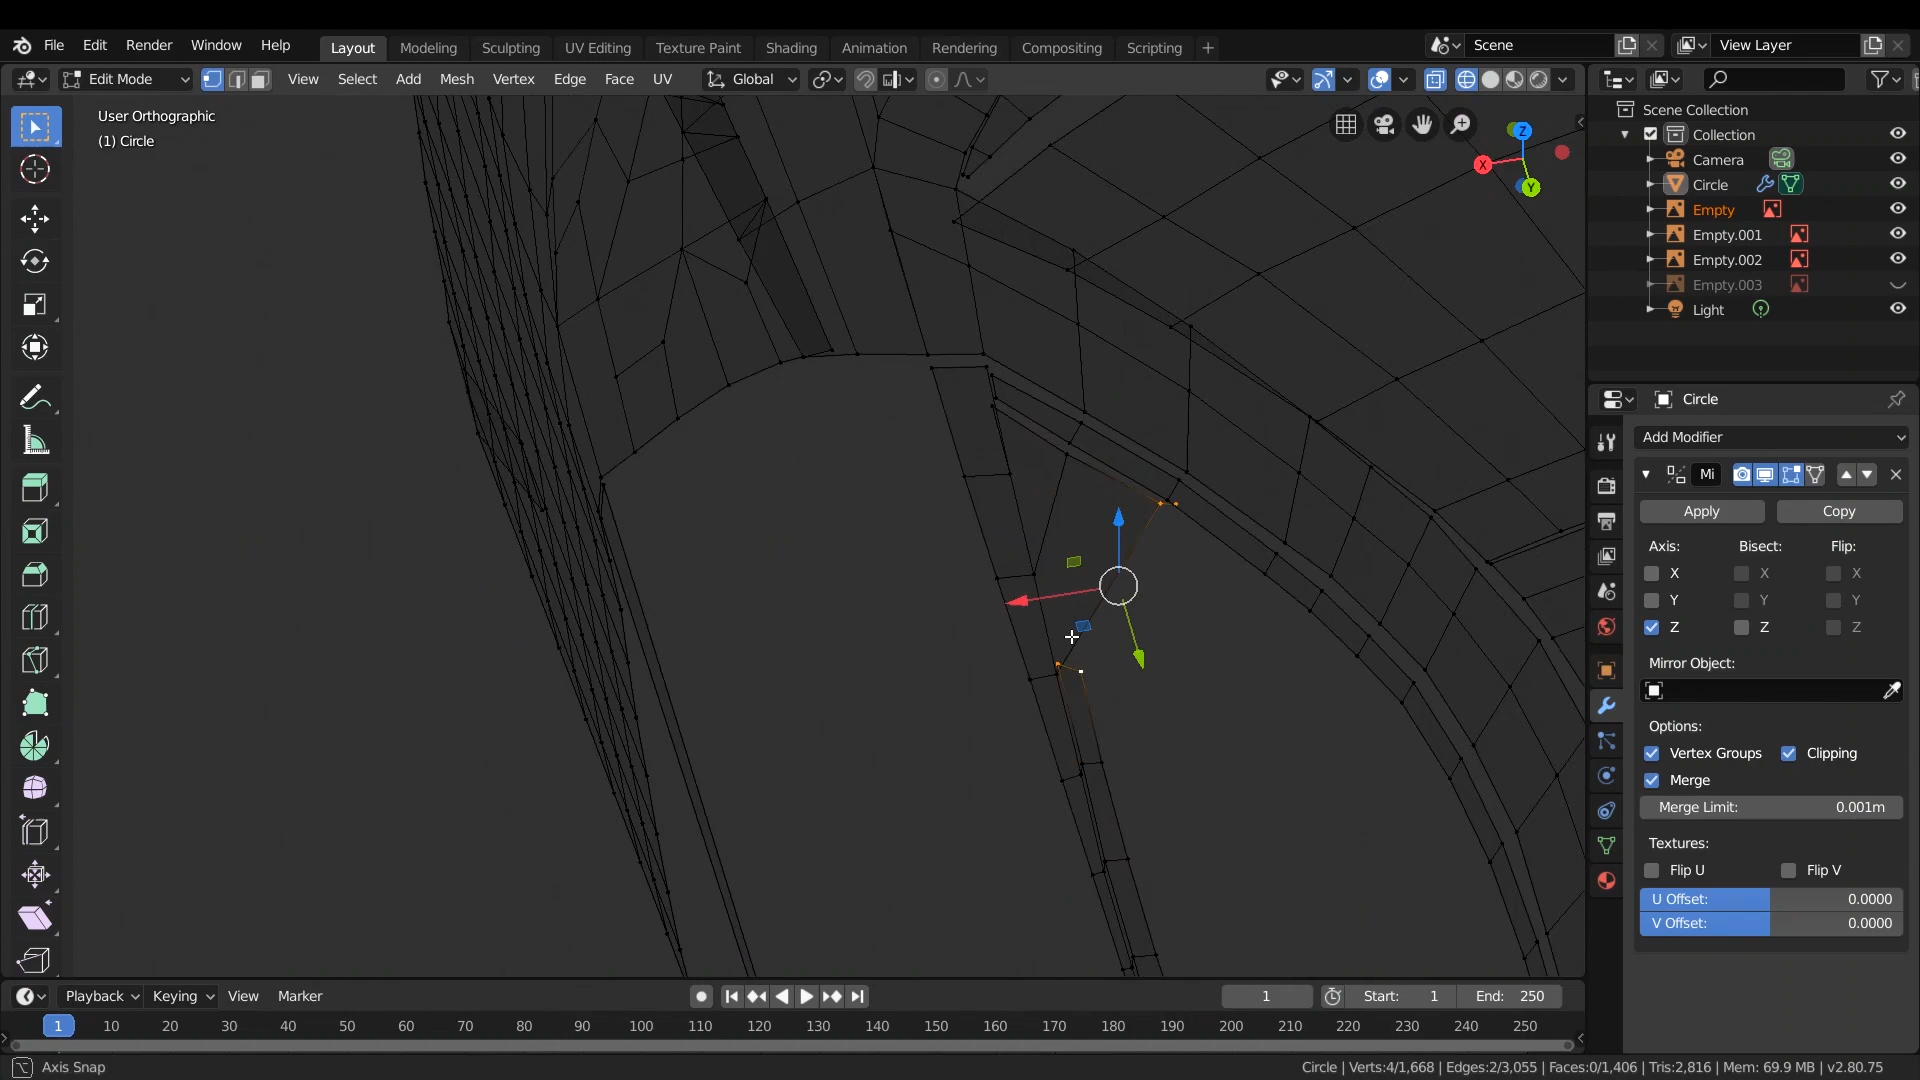 File Edit Render Window Help Layout Modeling Sculpting UV Editing Texture Paint Shading Animation Rendering Compositing Scripting + Scene View Layer
Edit Mode View Select Add Mesh Vertex Edge Face UV Global
User Orthographic
(1) Circle
Z
X
Y
Scene Collection
Collection
Camera
Circle
Empty
Empty.001
Empty.002
Empty.003
Light
Circle
Add Modifier
Mi
Apply Copy
Axis: Bisect: Flip:
X X X
Y Y Y
Z Z Z
Mirror Object:
Options:
Vertex Groups Clipping
Merge
Merge Limit: 0.001m
Textures:
Flip U Flip V
U Offset: 0.0000
V Offset: 0.0000
Playback Keying View Marker 1 Start: 1 End: 250
1 10 20 30 40 50 60 70 80 90 100 110 120 130 140 150 160 170 180 190 200 210 220 230 240 250
Axis Snap Circle | Verts:4/1,668 | Edges:2/3,055 | Faces:0/1,406 | Tris:2,816 | Mem: 69.9 MB | v2.80.75